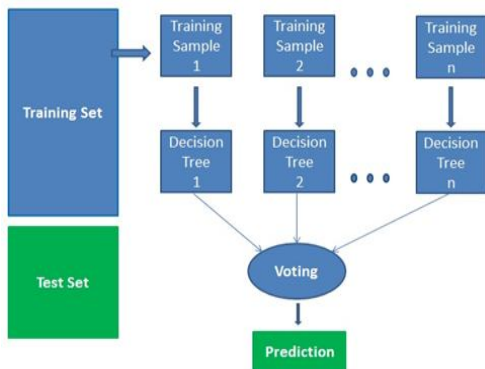 Training Set
Training
Sample
1
Training
Sample
2
Training
Sample
n
Decision
Tree
1
Decision
Tree
2
Decision
Tree
n
Test Set
Voting
Prediction